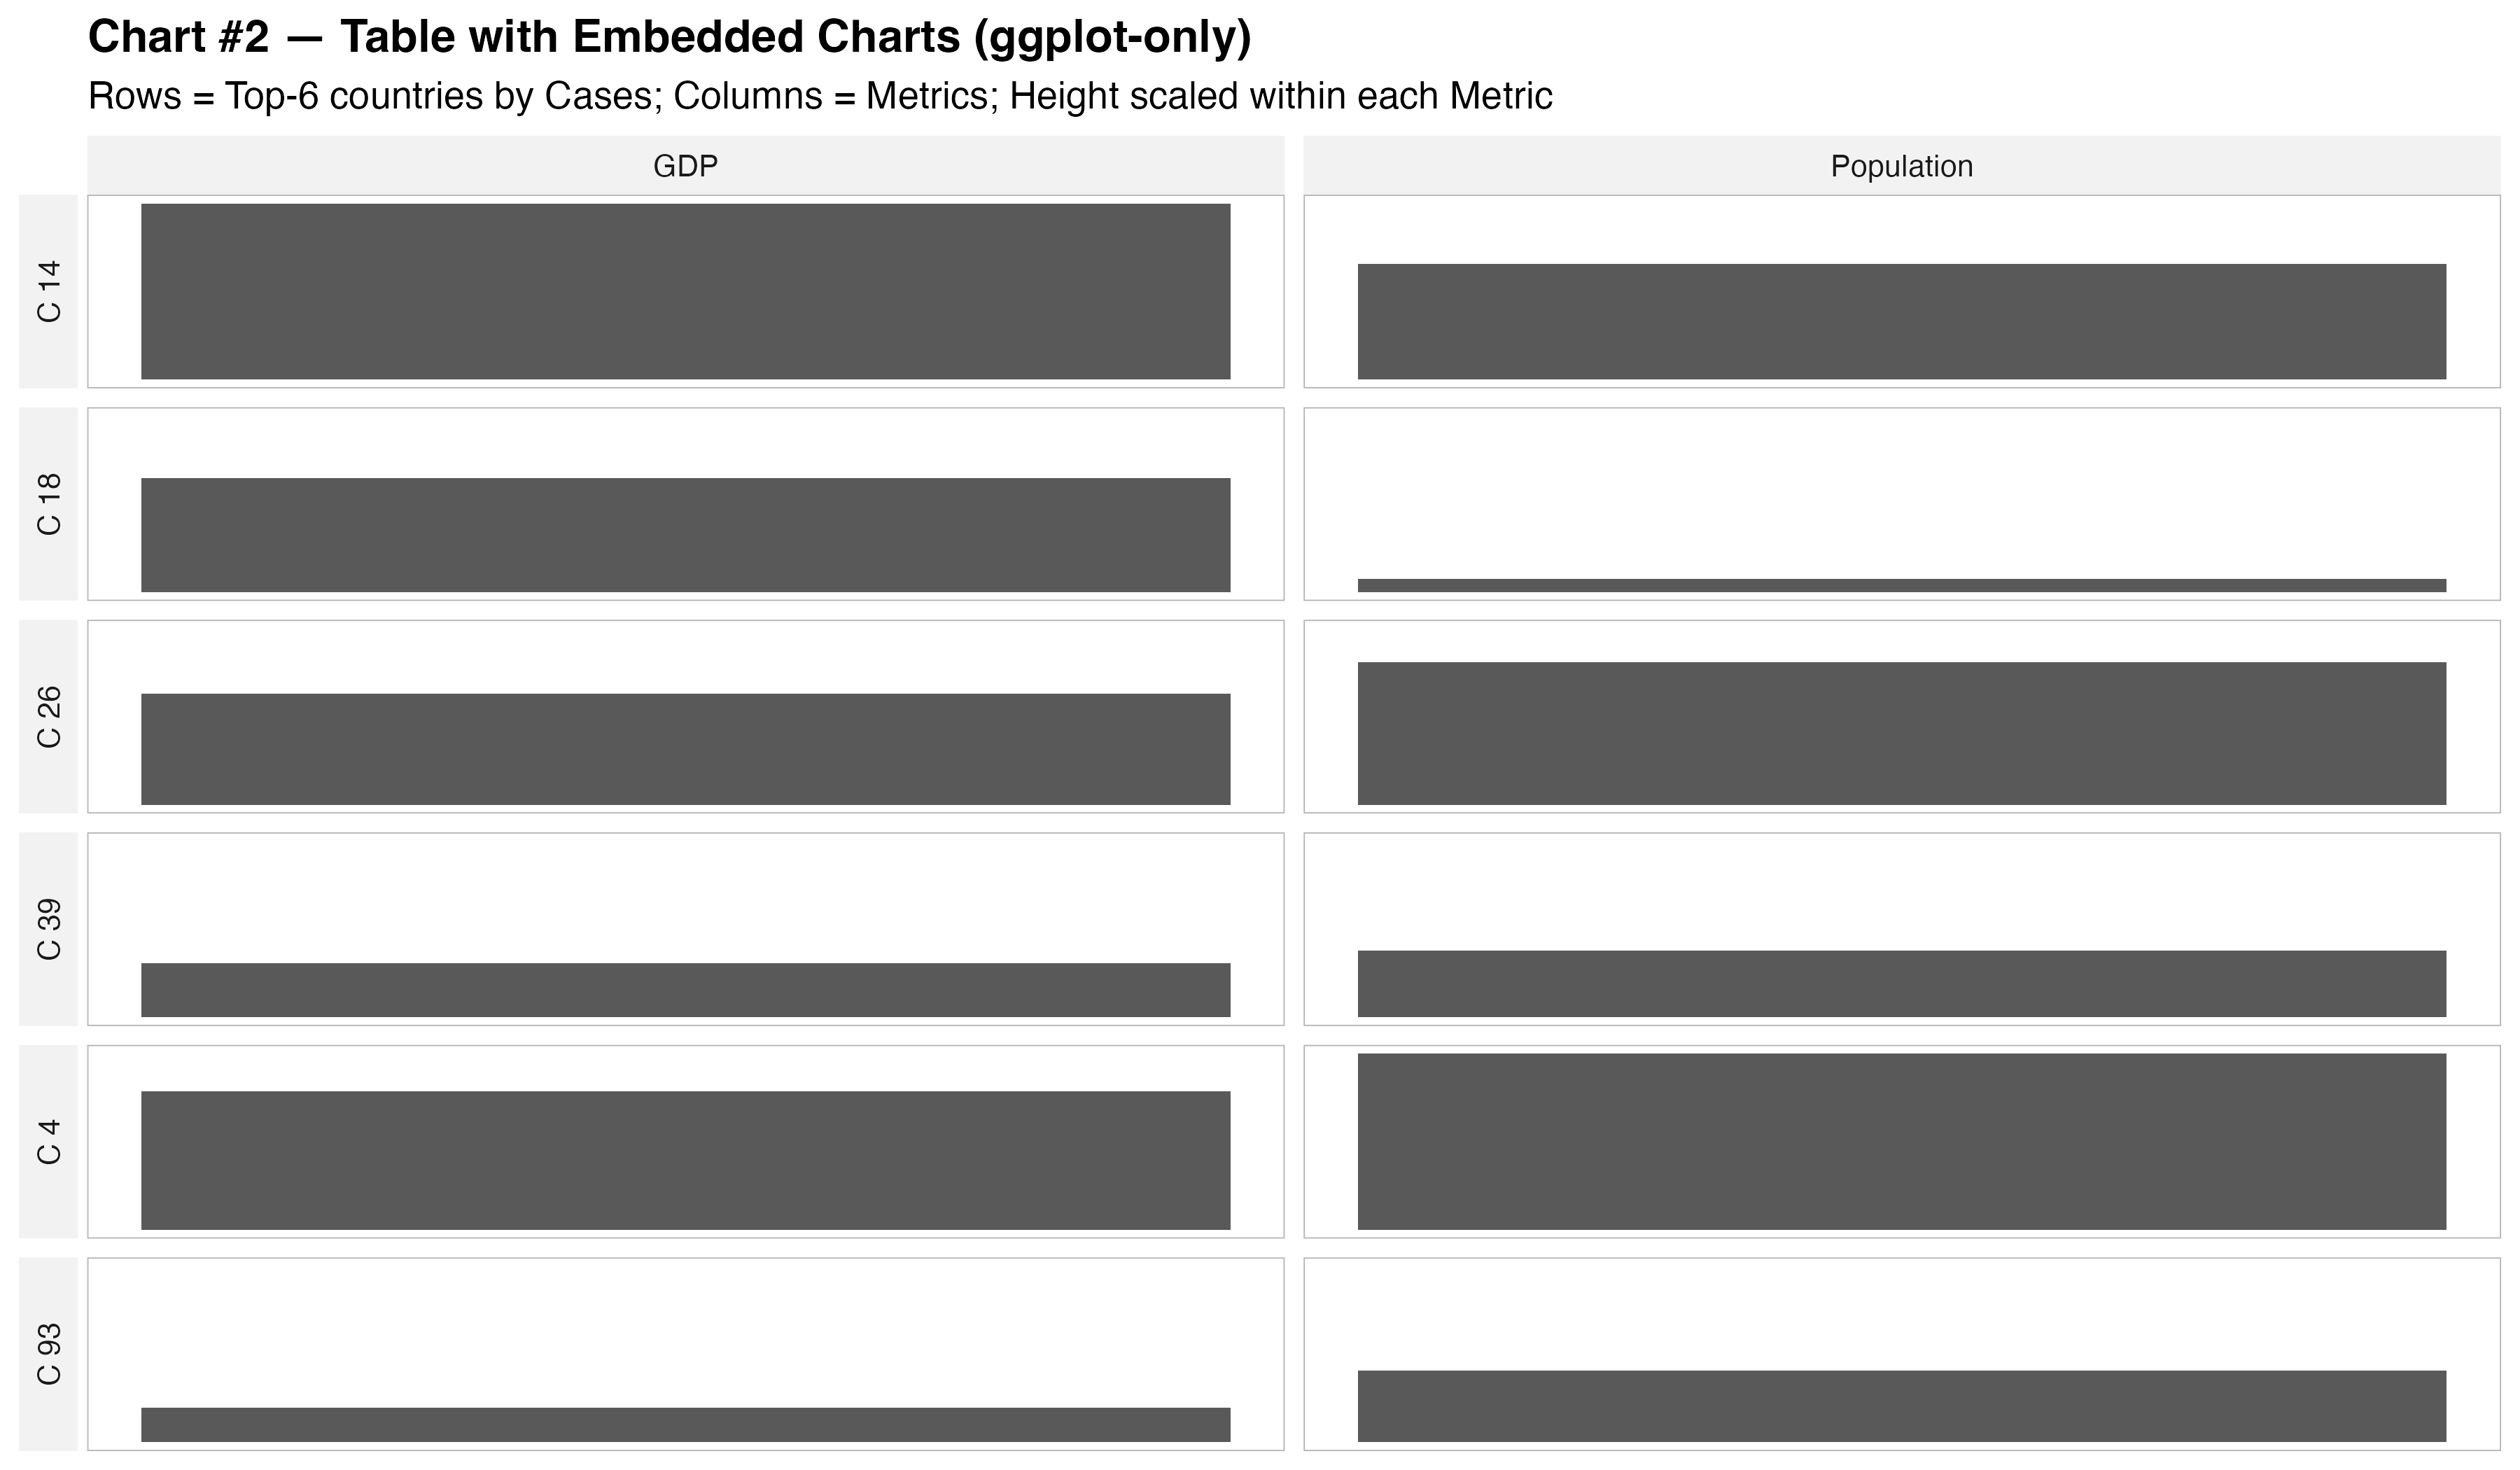 Chart #2 — Table with Embedded Charts (ggplot-only)
Rows = Top-6 countries by Cases; Columns = Metrics; Height scaled within each Metric
GDP
Population
C 14
C 18
C 26
C 39
C 4
C 93